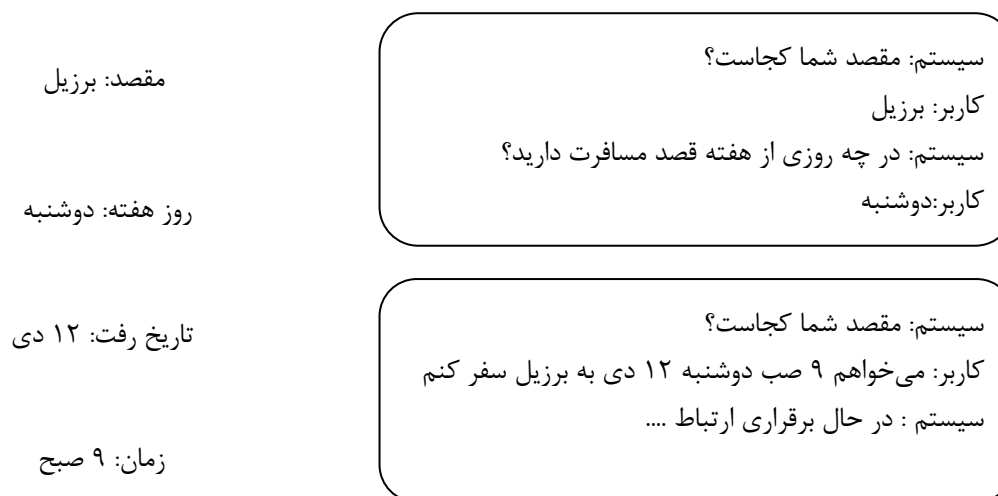 سیستم: مقصد شما کجاست؟
کاربر: برزیل
سیستم: در چه روزی از هفته قصد مسافرت دارید؟
کاربر:دوشنبه
سیستم: مقصد شما کجاست؟
کاربر: می‌خواهم ۹ صب دوشنبه ۱۲ دی به برزیل سفر کنم
سیستم : در حال برقراری ارتباط ....
مقصد: برزیل
روز هفته: دوشنبه
تاریخ رفت: ۱۲ دی
زمان: ۹ صبح